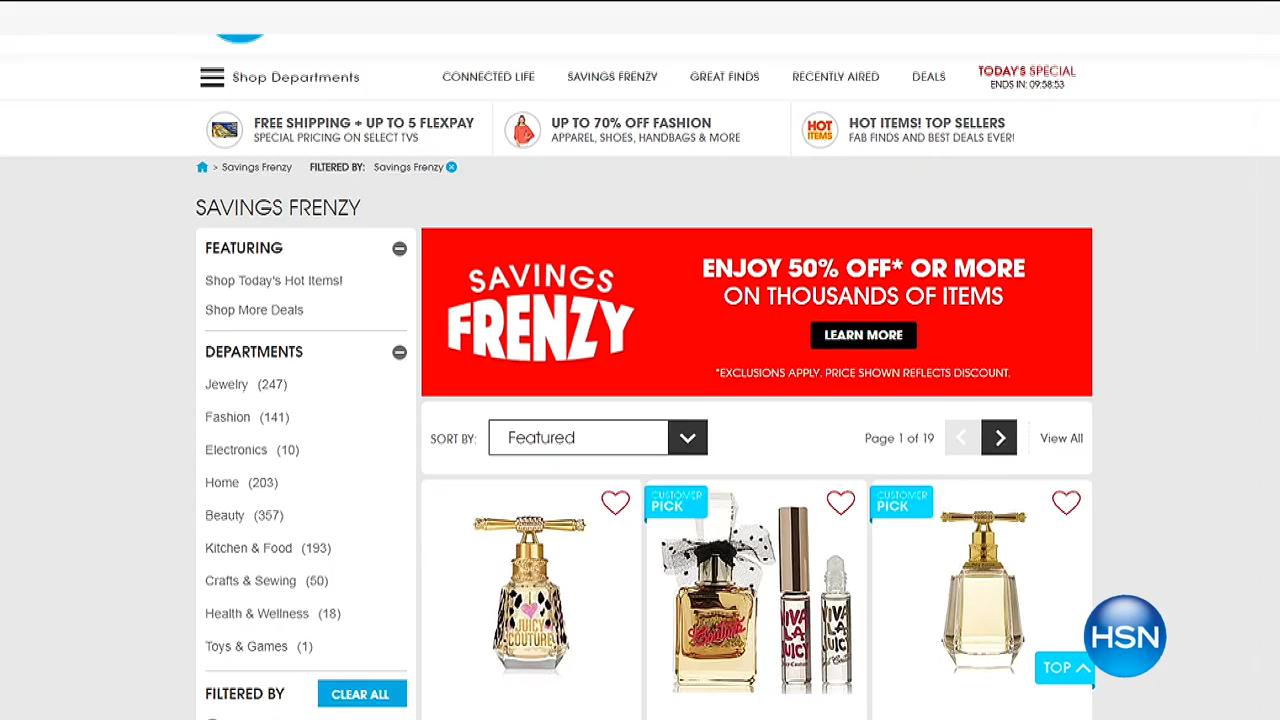 Shop Departments
CONNECTED LIFE
SAVINGS FRENZY
GREAT FINDS
RECENTLY AIRED
DEALS
TODAY'S SPECIAL
ENDS IN: 09:58:53
FREE SHIPPING + UP TO 5 FLEXPAY
SPECIAL PRICING ON SELECT TVS
UP TO 70% OFF FASHION
APPAREL, SHOES, HANDBAGS & MORE
HOT
ITEMS
HOT ITEMS! TOP SELLERS
FAB FINDS AND BEST DEALS EVER!
> Savings Frenzy FILTERED BY: Savings Frenzy
SAVINGS FRENZY
FEATURING
Shop Today's Hot Items!
Shop More Deals
DEPARTMENTS
Jewelry (247)
Fashion (141)
Electronics (10)
Home (203)
Beauty (357)
Kitchen & Food (193)
Crafts & Sewing (50)
Health & Wellness (18)
Toys & Games (1)
FILTERED BY
CLEAR ALL
SAVINGS
FRENZY
ENJOY 50% OFF* OR MORE
ON THOUSANDS OF ITEMS
LEARN MORE
*EXCLUSIONS APPLY. PRICE SHOWN REFLECTS DISCOUNT.
SORT BY:
Featured
Page 1 of 19
View All
JUICY
COUTURE
CUSTOMER
PICK
VIVA
LA
JUICY
VIVA
LA
JUICY
CUSTOMER
PICK
TOP
HSN